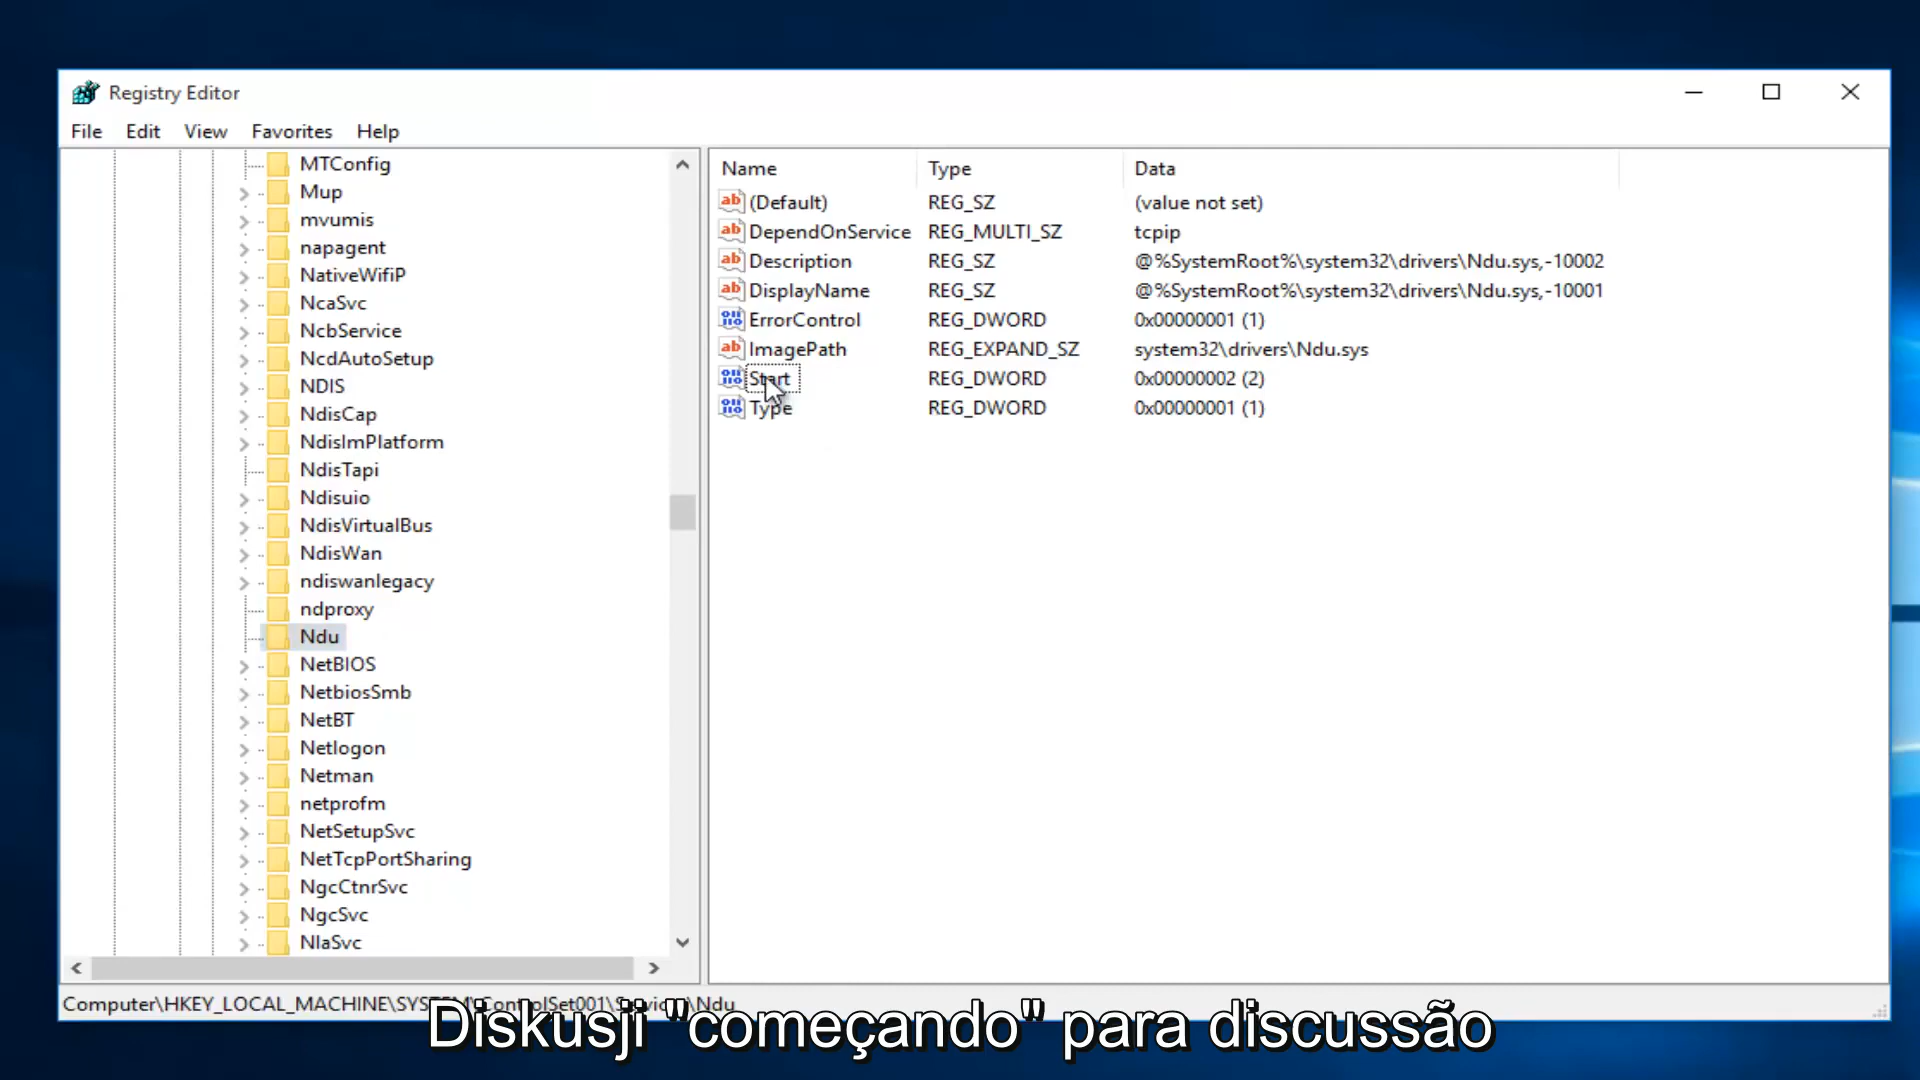 Registry Editor
File Edit View Favorites Help
MTConfig
Mup
mvumis
napagent
NativeWifiP
NcaSvc
NcbService
NcdAutoSetup
NDIS
NdisCap
NdisImPlatform
NdisTapi
Ndisuio
NdisVirtualBus
NdisWan
ndiswanlegacy
ndproxy
Ndu
NetBIOS
NetbiosSmb
NetBT
Netlogon
Netman
netprofm
NetSetupSvc
NetTcpPortSharing
NgcCtnrSvc
NgcSvc
NlaSvc
Name Type Data
(Default) REG_SZ (value not set)
DependOnService REG_MULTI_SZ tcpip
Description REG_SZ @%SystemRoot%\system32\drivers\Ndu.sys,-10002
DisplayName REG_SZ @%SystemRoot%\system32\drivers\Ndu.sys,-10001
ErrorControl REG_DWORD 0x00000001 (1)
ImagePath REG_EXPAND_SZ system32\drivers\Ndu.sys
Start REG_DWORD 0x00000002 (2)
Type REG_DWORD 0x00000001 (1)
Computer\HKEY_LOCAL_MACHINE\SYSTEM\ControlSet001\Services\Ndu
Diskusji "começando" para discussão